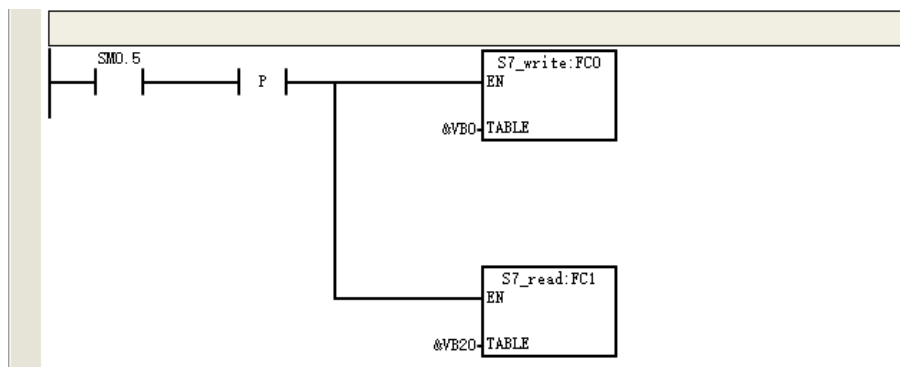 SM0.5
P
S7_write:FC0
EN
&VB0
TABLE
S7_read:FC1
EN
&VB20
TABLE